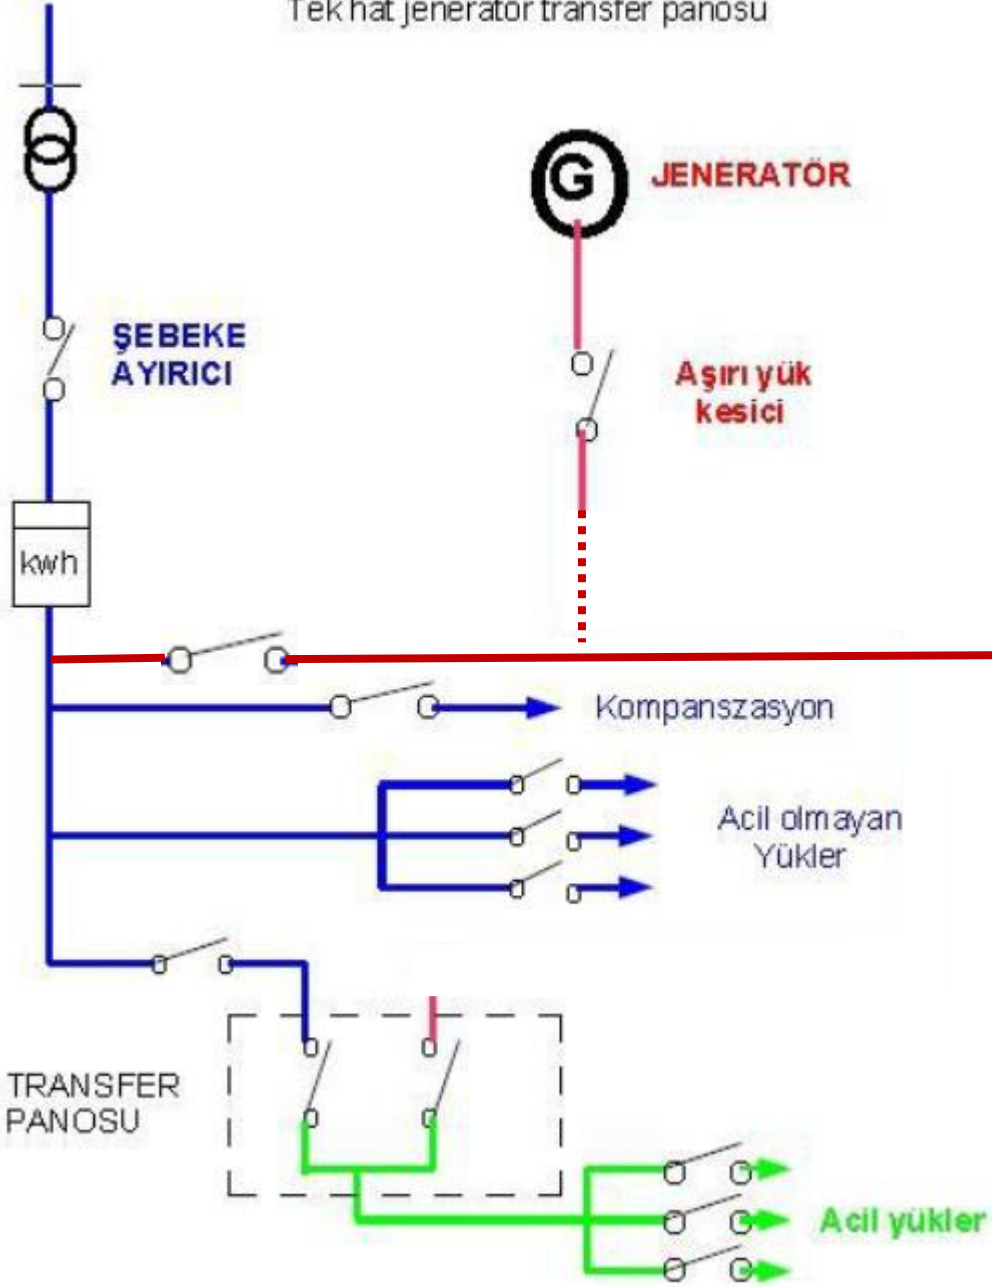 Tek hat jeneratör transfer panosu
G
JENERATÖR
ŞEBEKE
AYIRICI
Aşırı yük
kesici
kwh
Kompanszasyon
Acil olmayan
Yükler
TRANSFER
PANOSU
Acil yükler